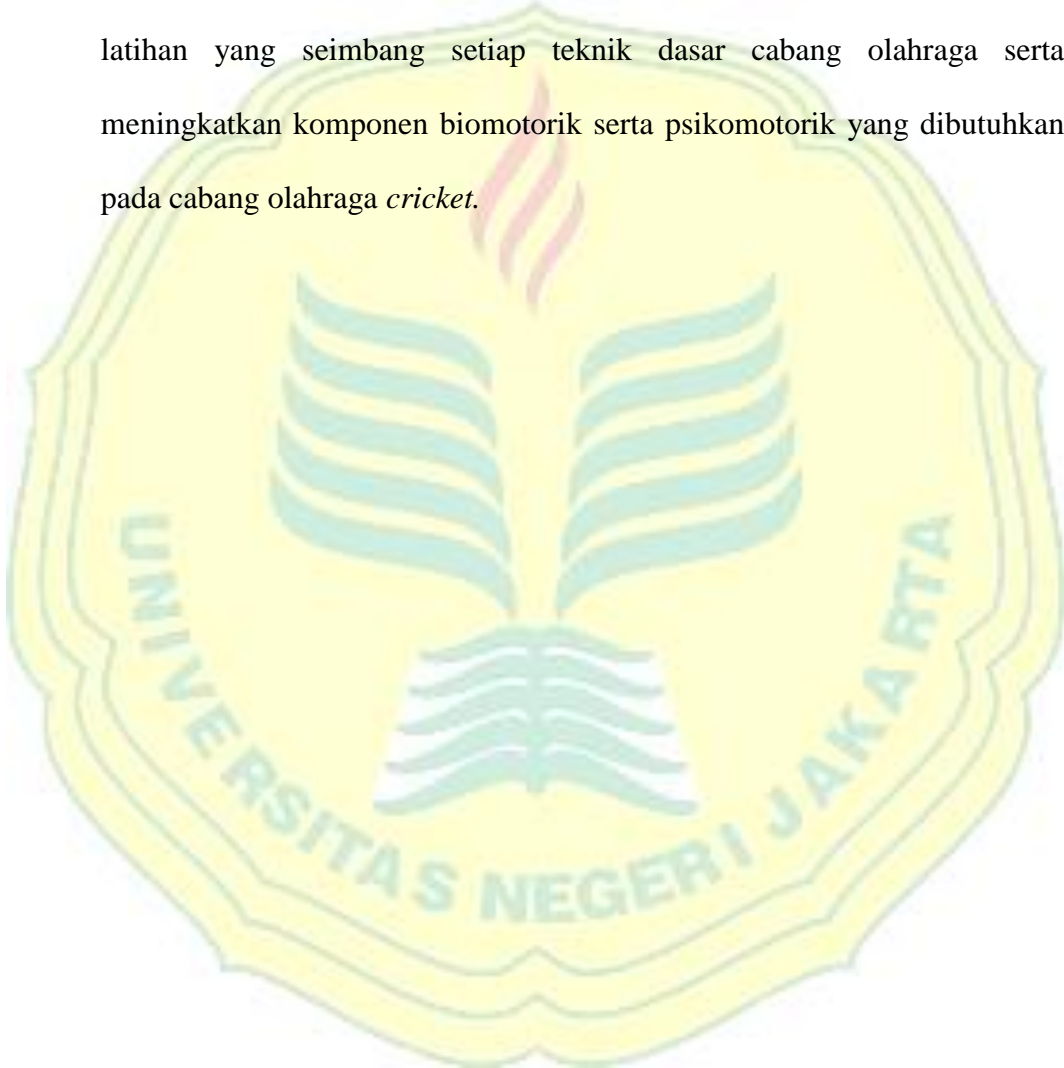 latihan yang seimbang setiap teknik dasar cabang olahraga serta
meningkatkan komponen biomotorik serta psikomotorik yang dibutuhkan
pada cabang olahraga cricket.
UNIVERSITAS NEGERI JAKARTA